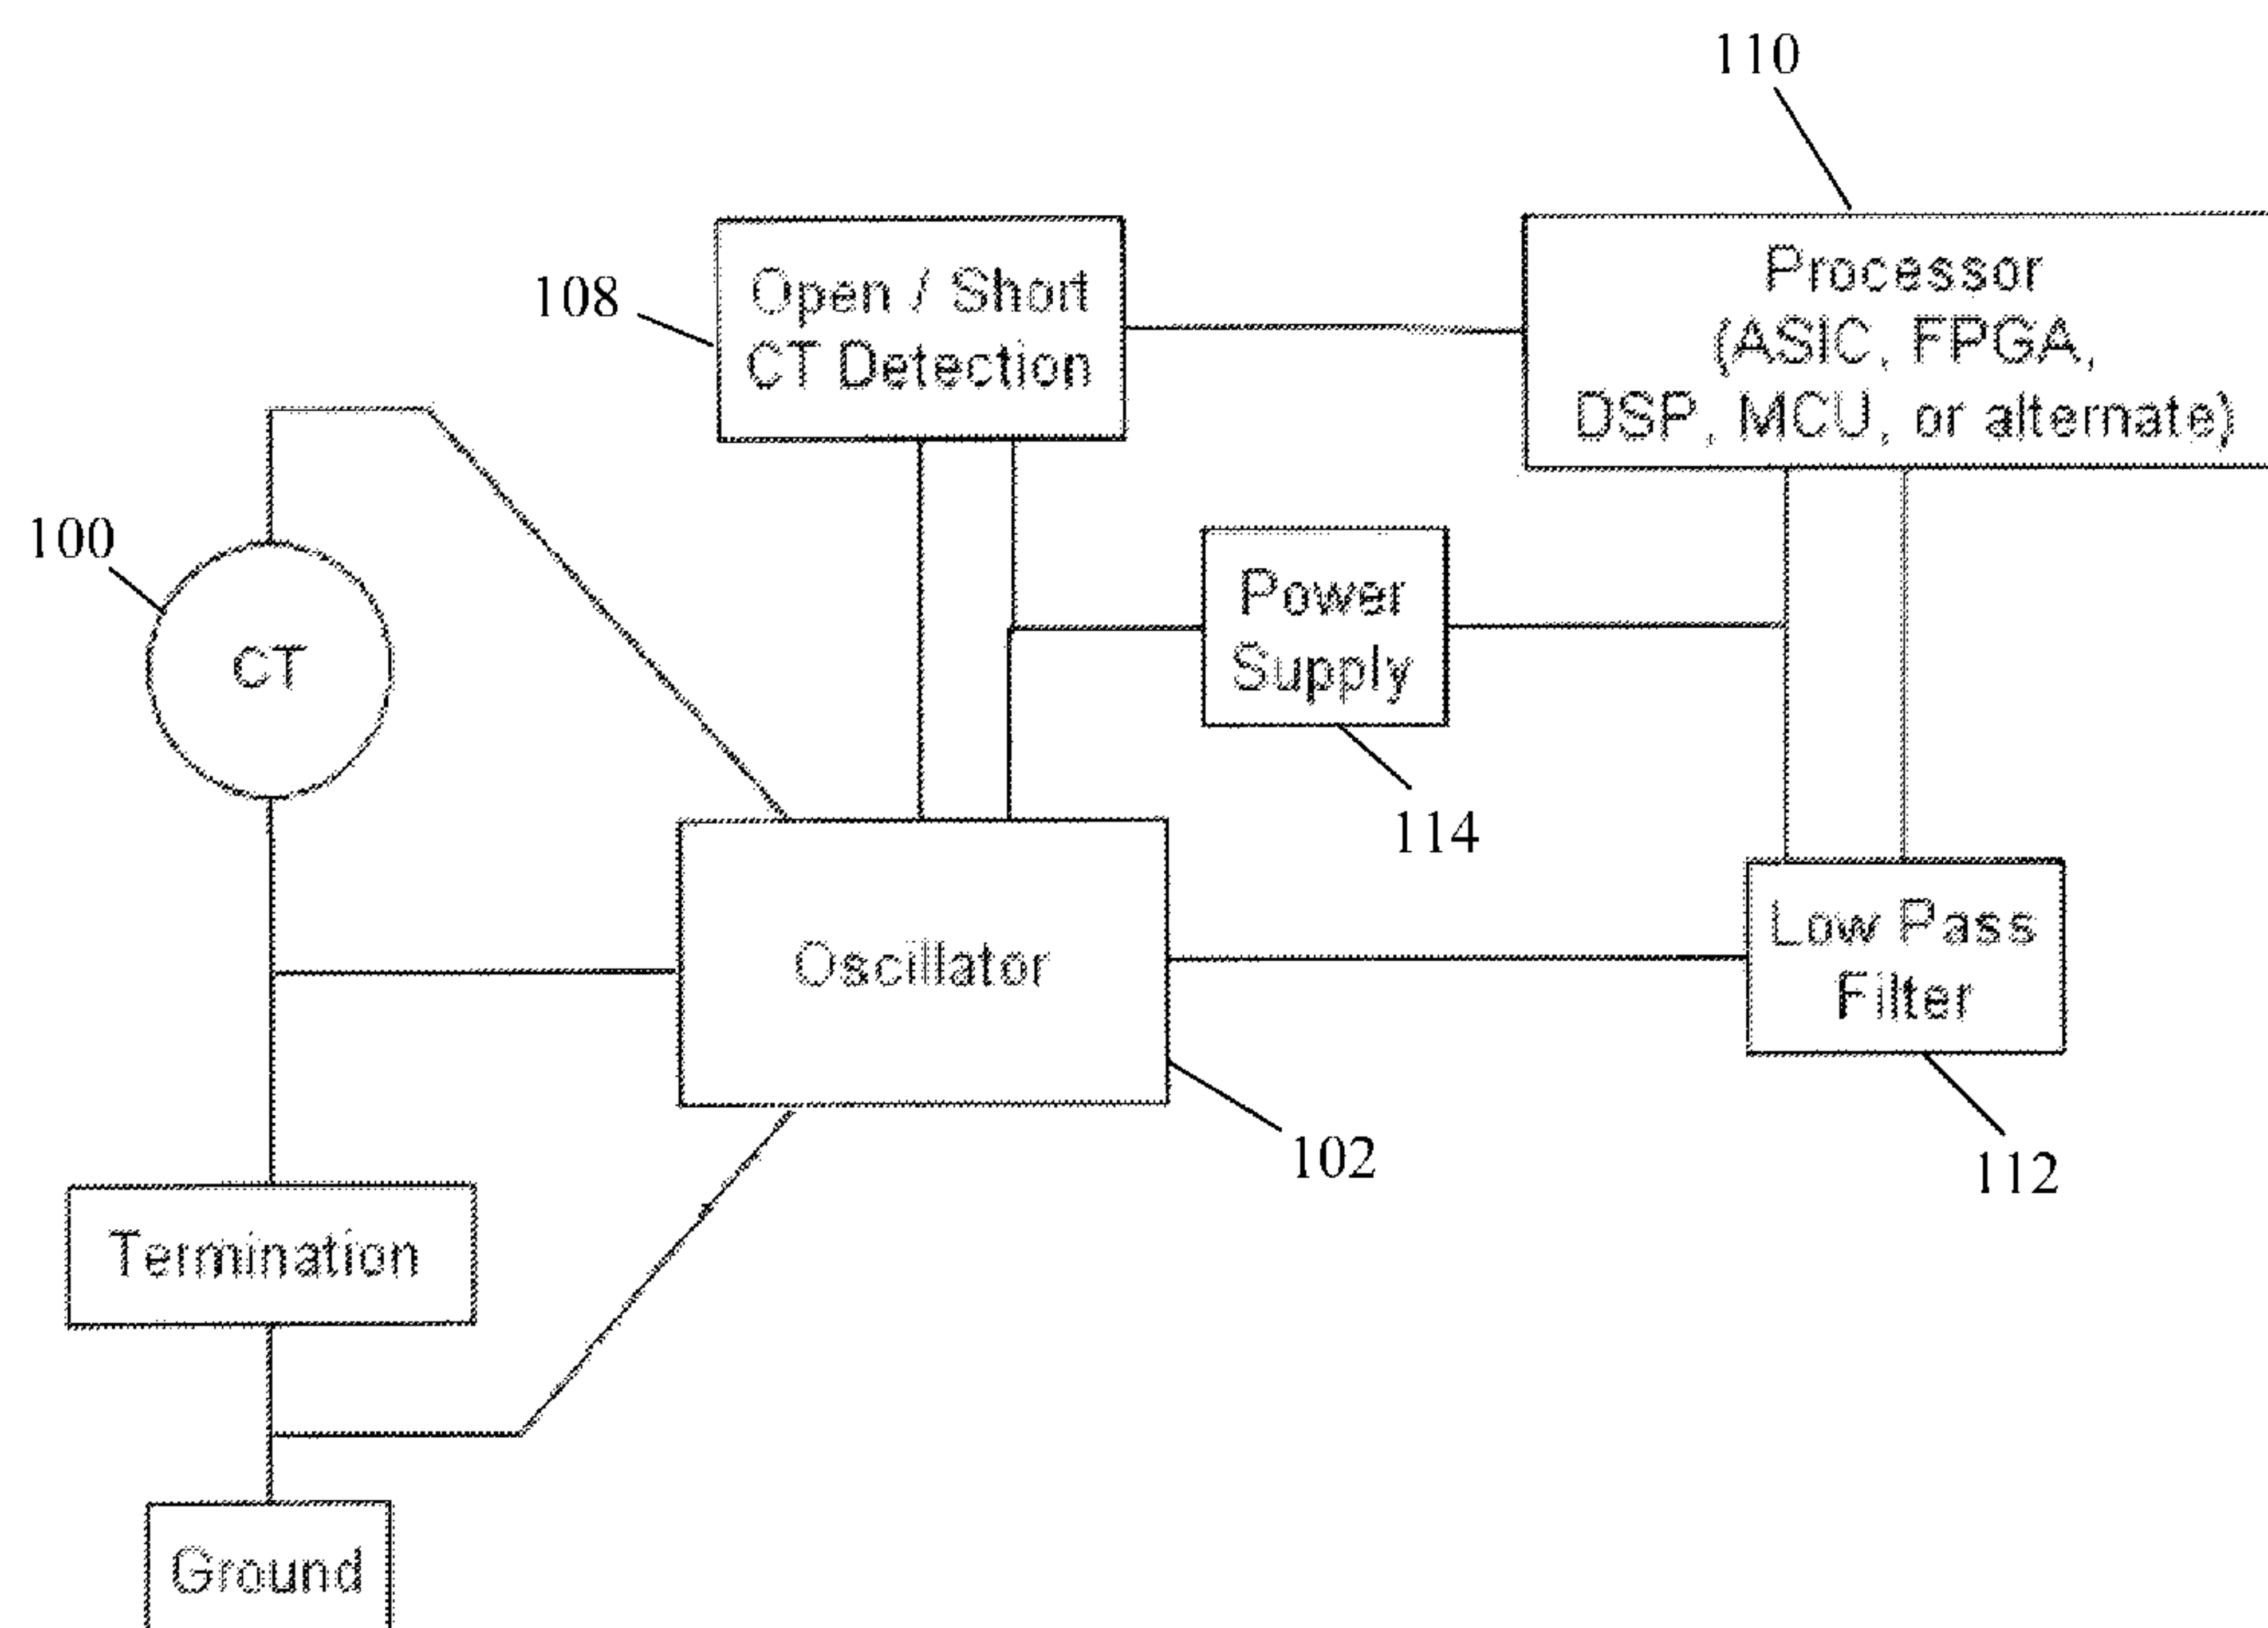 110
108
Open / Short
CT Detection
Processor
(ASIC, FPGA,
DSP, MCU, or alternate)
100
CT
Power
Supply
114
Oscillator
Low Pass
Filter
102
112
Termination
Ground